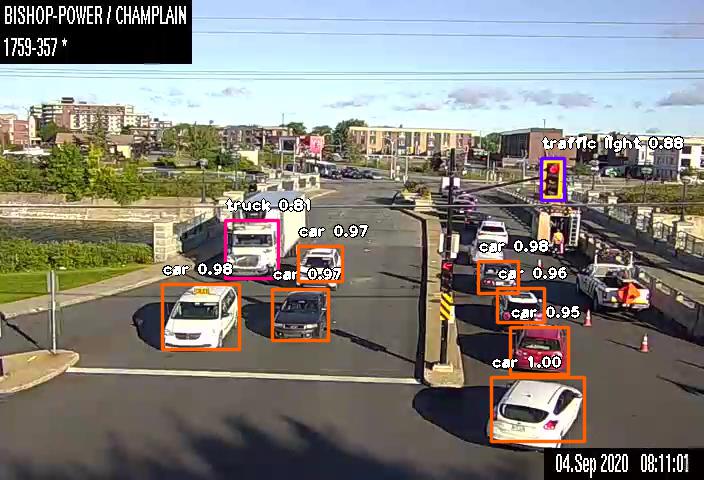 BISHOP-POWER / CHAMPLAIN
1759-357 *
traffic light 0.88
truck 0.81
car 0.97
car 0.98
car 0.98
car 0.97
car 0.96
car 0.95
car 1.00
04.Sep 2020 08:11:01